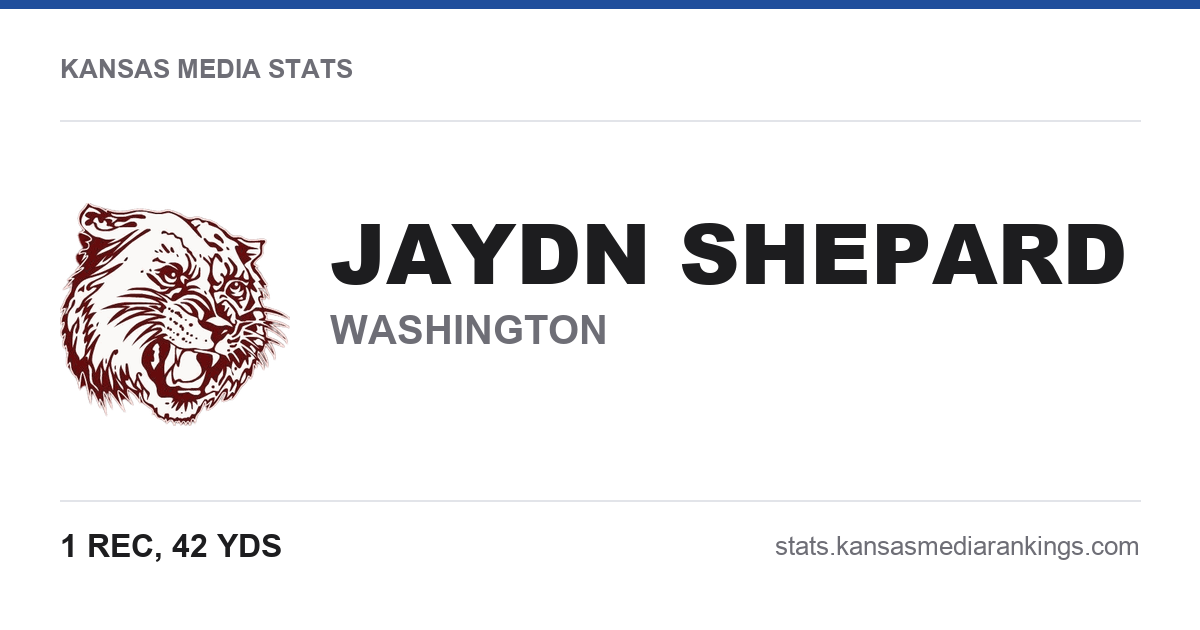 KANSAS MEDIA STATS
JAYDN SHEPARD
WASHINGTON
1 REC, 42 YDS
stats.kansasmediarankings.com